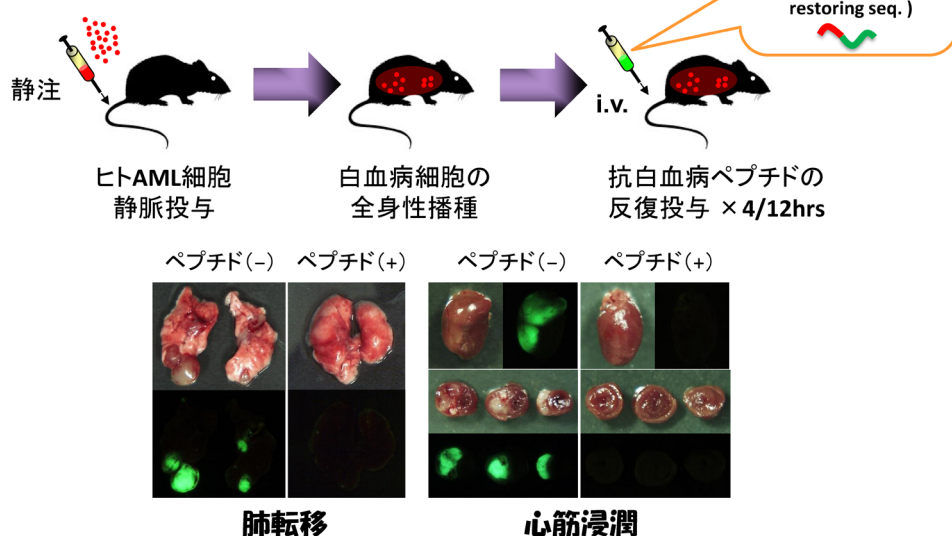 restoring seq. )
静注
i.v.
ヒトAML細胞
静脈投与
白血病細胞の
全身性播種
抗白血病ペプチドの
反復投与 ×4/12hrs
ペプチド(−)
ペプチド(+)
ペプチド(−)
ペプチド(+)
肺転移
心筋浸潤